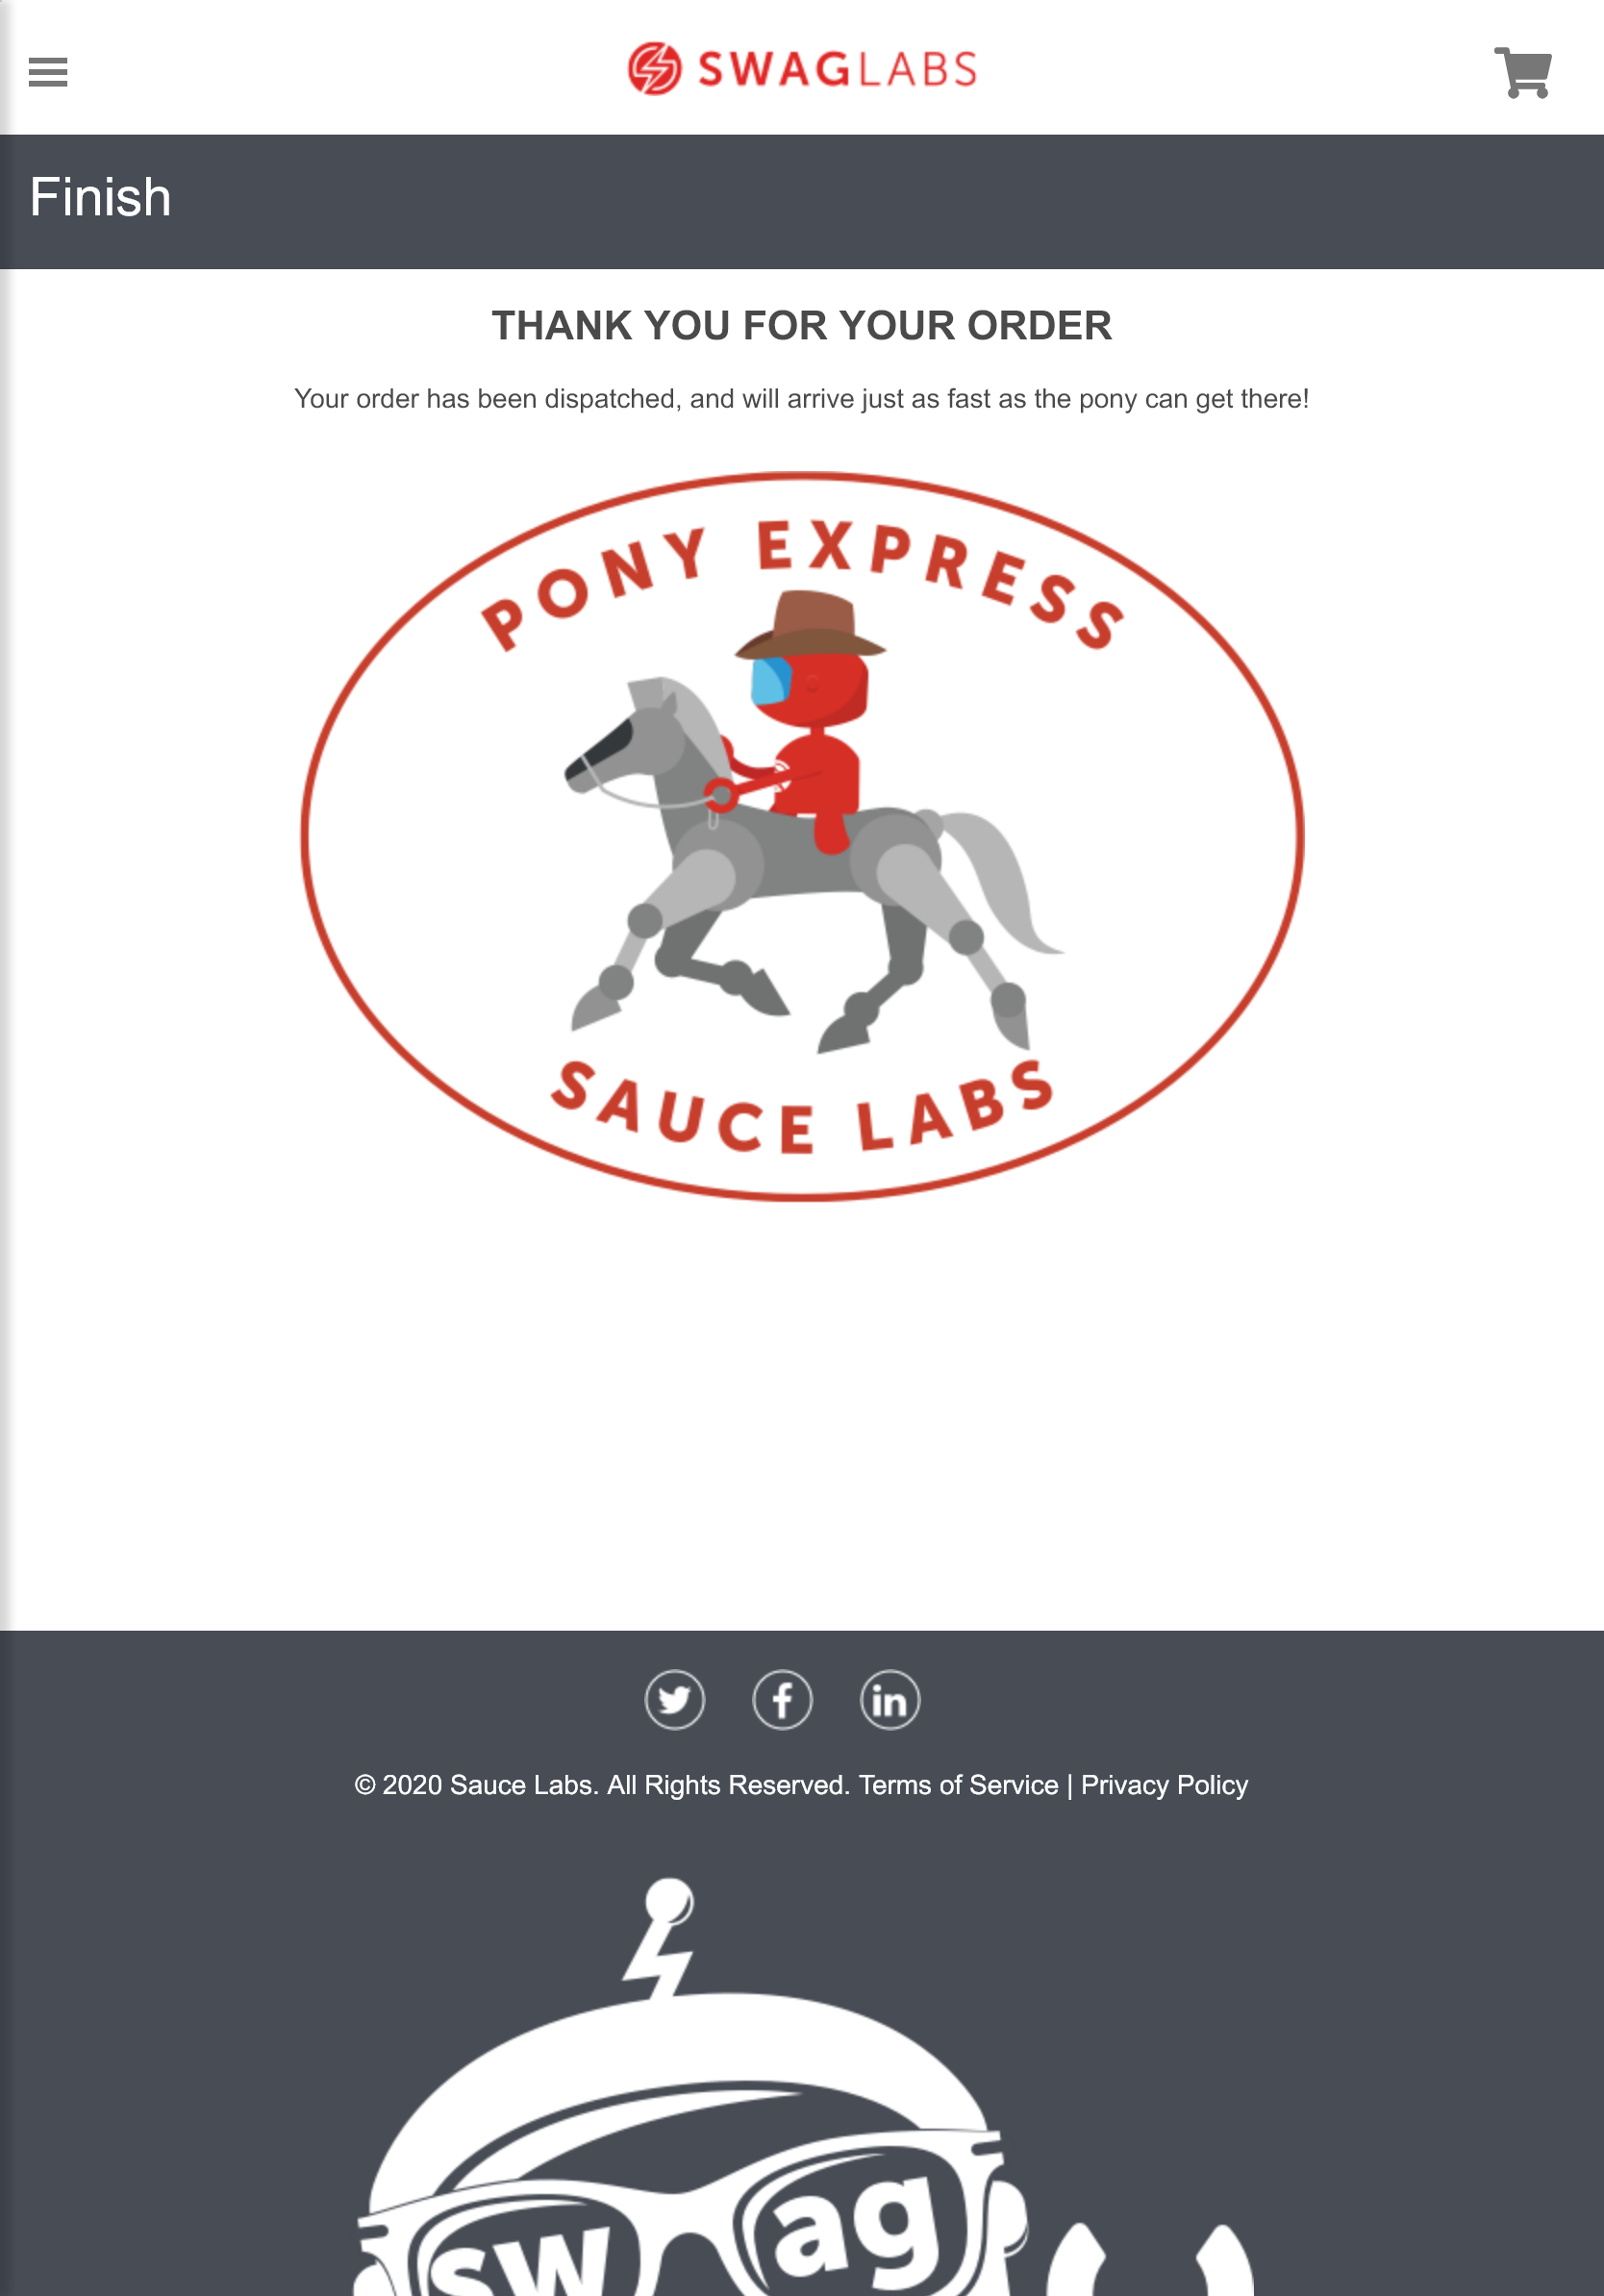 SWAGLABS
Finish
THANK YOU FOR YOUR ORDER
Your order has been dispatched, and will arrive just as fast as the pony can get there!
PONY EXPRESS
SAUCE LABS
f
in
© 2020 Sauce Labs. All Rights Reserved. Terms of Service | Privacy Policy
sw ag